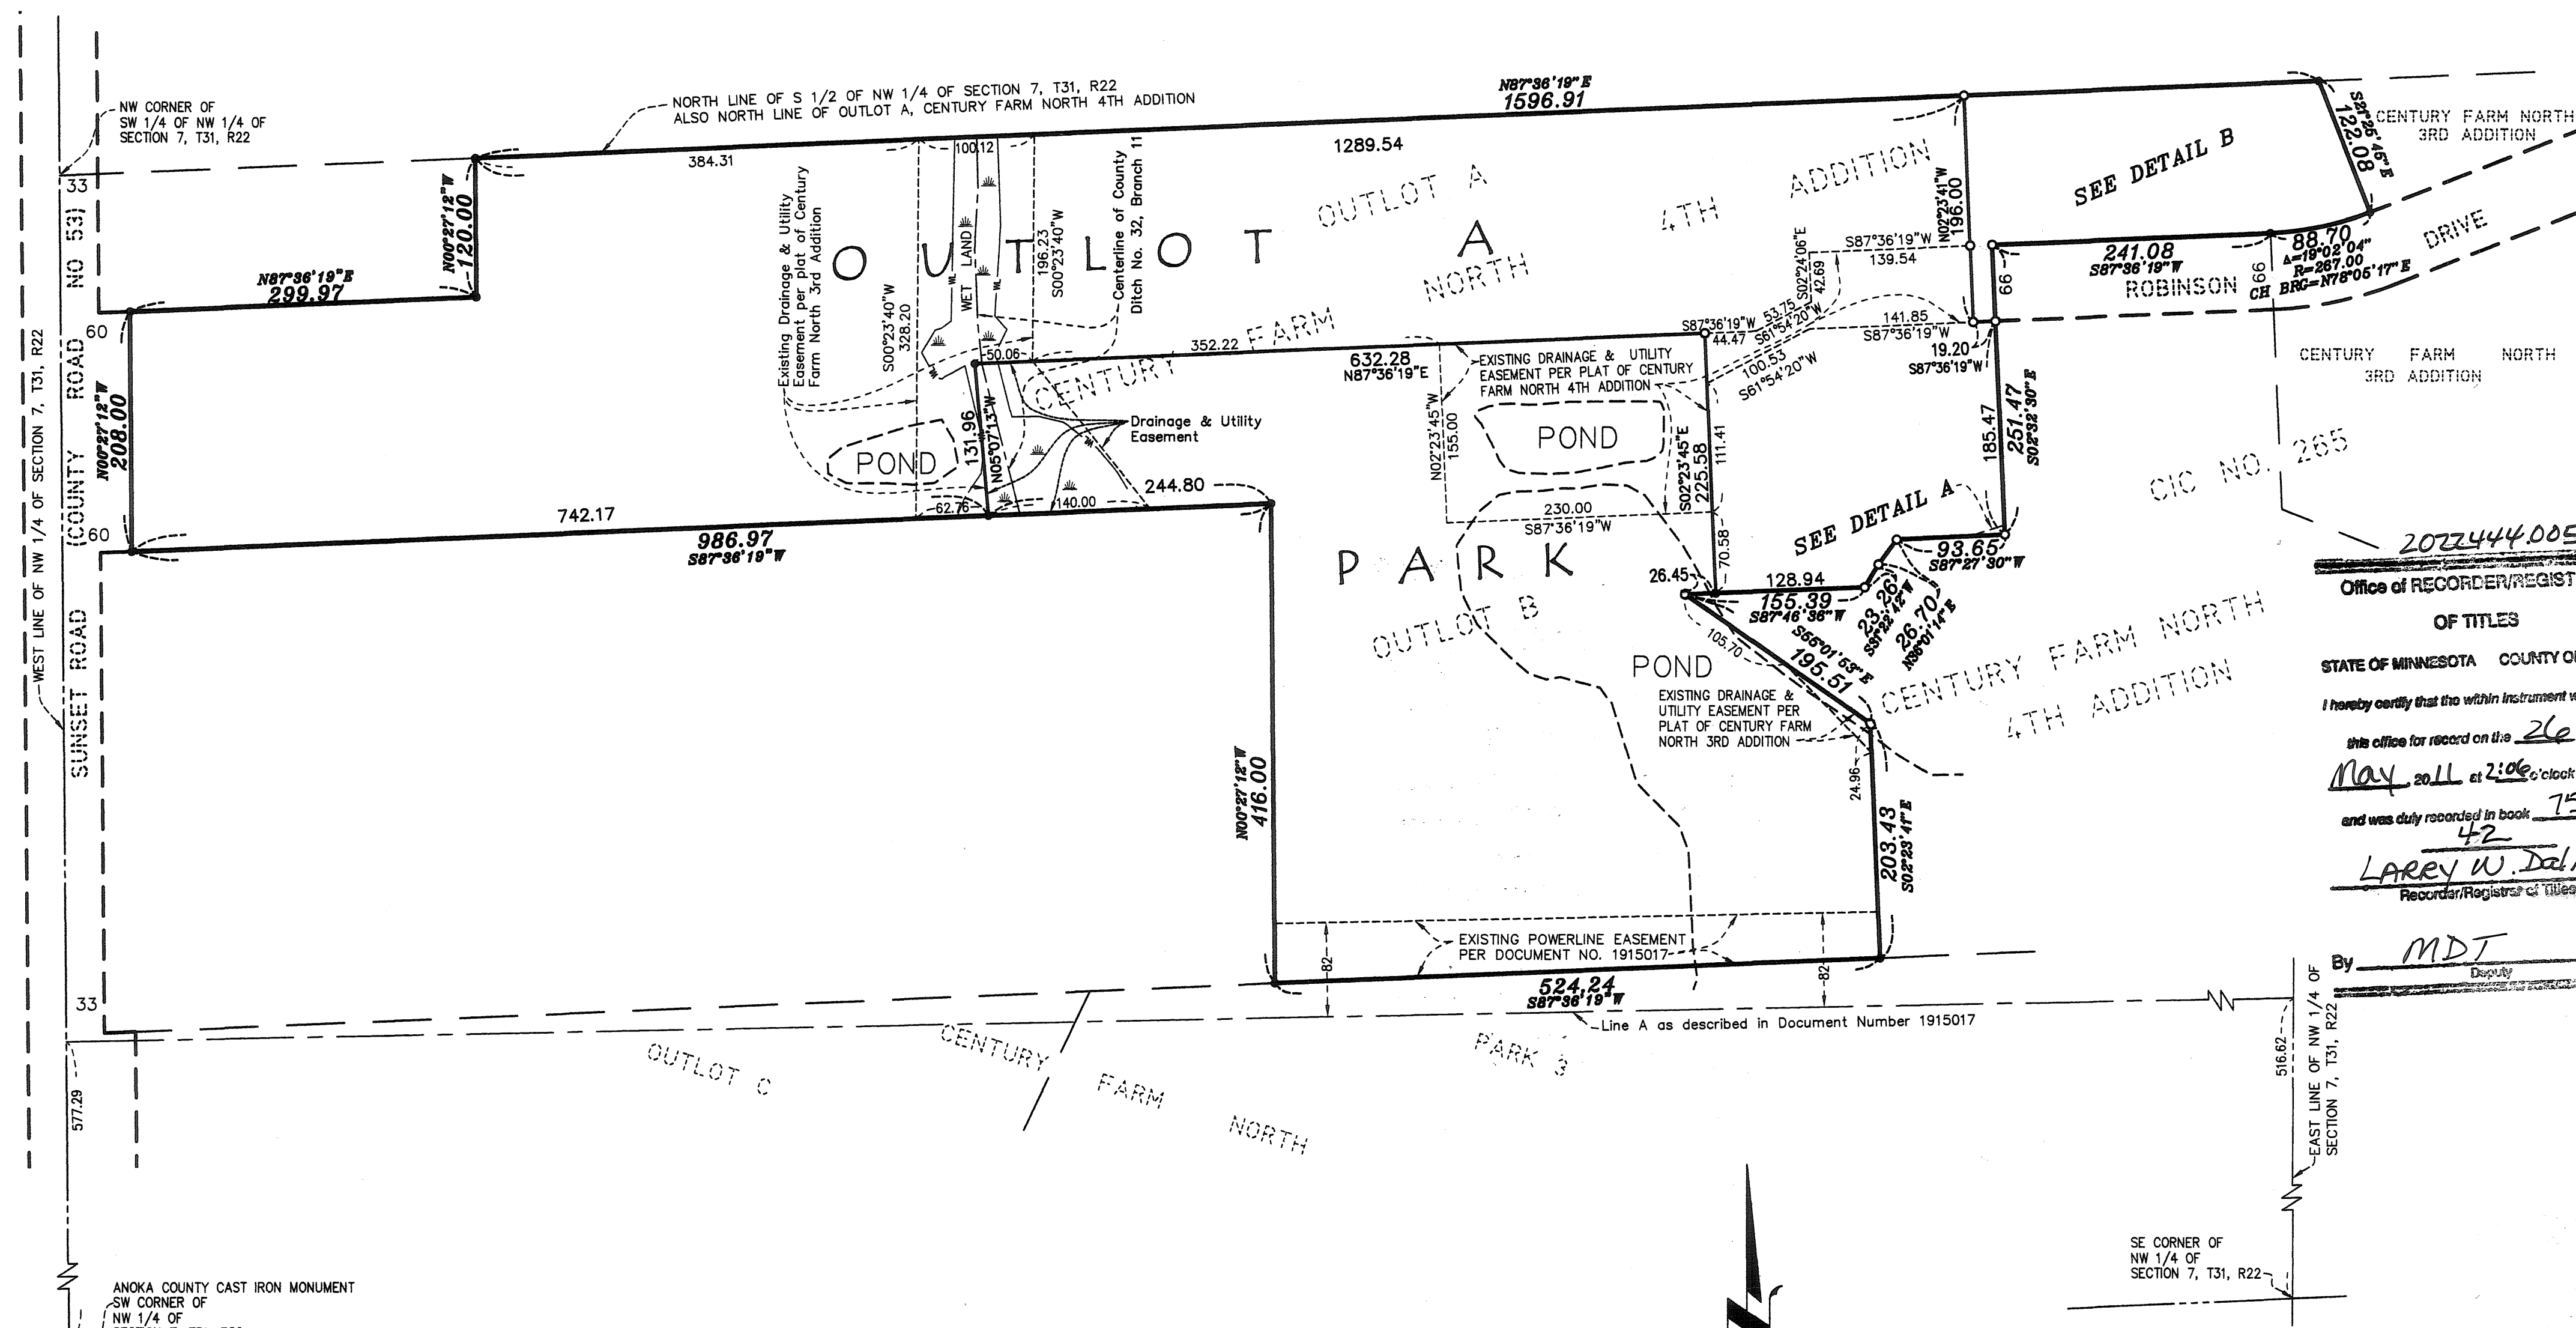 NW CORNER OF
SW 1/4 OF NW 1/4 OF
SECTION 7, T31, R22
NORTH LINE OF S 1/2 OF NW 1/4 OF SECTION 7, T31, R22
ALSO NORTH LINE OF OUTLOT A, CENTURY FARM NORTH 4TH ADDITION
N87°36'19"E
1596.91
384.31
100.12
1289.54
33
N00°27'12"W
120.00
N87°36'19"E
299.97
60
N00°27'12"W
208.00
60
WEST LINE OF NW 1/4 OF SECTION 7, T31, R22
SUNSET ROAD
(COUNTY ROAD NO 53)
Existing Drainage & Utility
Easement per plat of Century
Farm North 3rd Addition
S00°23'40"W
328.20
WET LAND
WL
WL
196.23
S00°23'40"W
Centerline of County
Ditch No. 32, Branch 11
OUTLOT A
OUTLOT A
CENTURY FARM NORTH
4TH ADDITION
N02°23'41"W
196.00
SEE DETAIL B
S21°25'45"E
122.08
CENTURY FARM NORTH
3RD ADDITION
S87°36'19"W
139.54
S02°24'06"E
42.69
53.75
S61°54'20"W
S87°36'19"W
44.47
100.53
S61°54'20"W
141.85
S87°36'19"W
19.20
S87°36'19"W
66
241.08
S87°36'19"W
66
88.70
Δ=19°02'04"
R=267.00
CH BRG=N78°05'17"E
ROBINSON DRIVE
CENTURY FARM NORTH
3RD ADDITION
50.06
352.22
632.28
N87°36'19"E
EXISTING DRAINAGE & UTILITY
EASEMENT PER PLAT OF CENTURY
FARM NORTH 4TH ADDITION
N02°23'45"W
155.00
POND
230.00
S87°36'19"W
S02°23'45"E
225.58
111.41
70.58
185.47
251.47
S02°32'30"E
Drainage & Utility
Easement
POND
131.96
N05°07'13"W
62.76
140.00
244.80
742.17
986.97
S87°36'19"W
SEE DETAIL A
93.65
S87°27'30"W
CIC NO. 265
PARK
OUTLOT B
26.45
128.94
155.39
S87°46'36"W
23.26
S31°22'42"W
26.70
N36°01'14"E
105.70
S55°01'53"E
195.51
POND
EXISTING DRAINAGE &
UTILITY EASEMENT PER
PLAT OF CENTURY FARM
NORTH 3RD ADDITION
CENTURY FARM NORTH
4TH ADDITION
24.96
203.43
S02°23'41"E
N00°27'12"W
416.00
EXISTING POWERLINE EASEMENT
PER DOCUMENT NO. 1915017
82
82
524.24
S87°36'19"W
Line A as described in Document Number 1915017
33
577.29
OUTLOT C
CENTURY FARM NORTH
PARK 3
516.62
EAST LINE OF NW 1/4 OF
SECTION 7, T31, R22
2022444.005
Office of RECORDER/REGIST
OF TITLES
STATE OF MINNESOTA COUNTY O
I hereby certify that the within instrument w
this office for record on the 26
May 2011 at 2:06 o'clock
and was duly recorded in book
42
LARRY W.
Recorder/Registrar of Titles
By MDT
Deputy
SE CORNER OF
NW 1/4 OF
SECTION 7, T31, R22
ANOKA COUNTY CAST IRON MONUMENT
SW CORNER OF
NW 1/4 OF